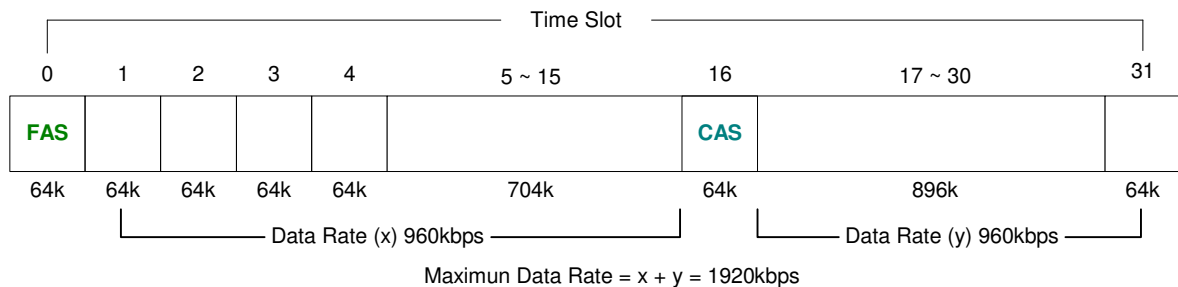 Time Slot
0 1 2 3 4 5 ~ 15 16 17 ~ 30 31
FAS CAS
64k 64k 64k 64k 64k 704k 64k 896k 64k
Data Rate (x) 960kbps Data Rate (y) 960kbps
Maximun Data Rate = x + y = 1920kbps